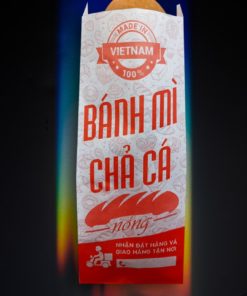 MADE IN
VIETNAM
100%
BÁNH MÌ
CHẢ CÁ
nóng
NHẬN ĐẶT HÀNG VÀ
GIAO HÀNG TẬN NƠI